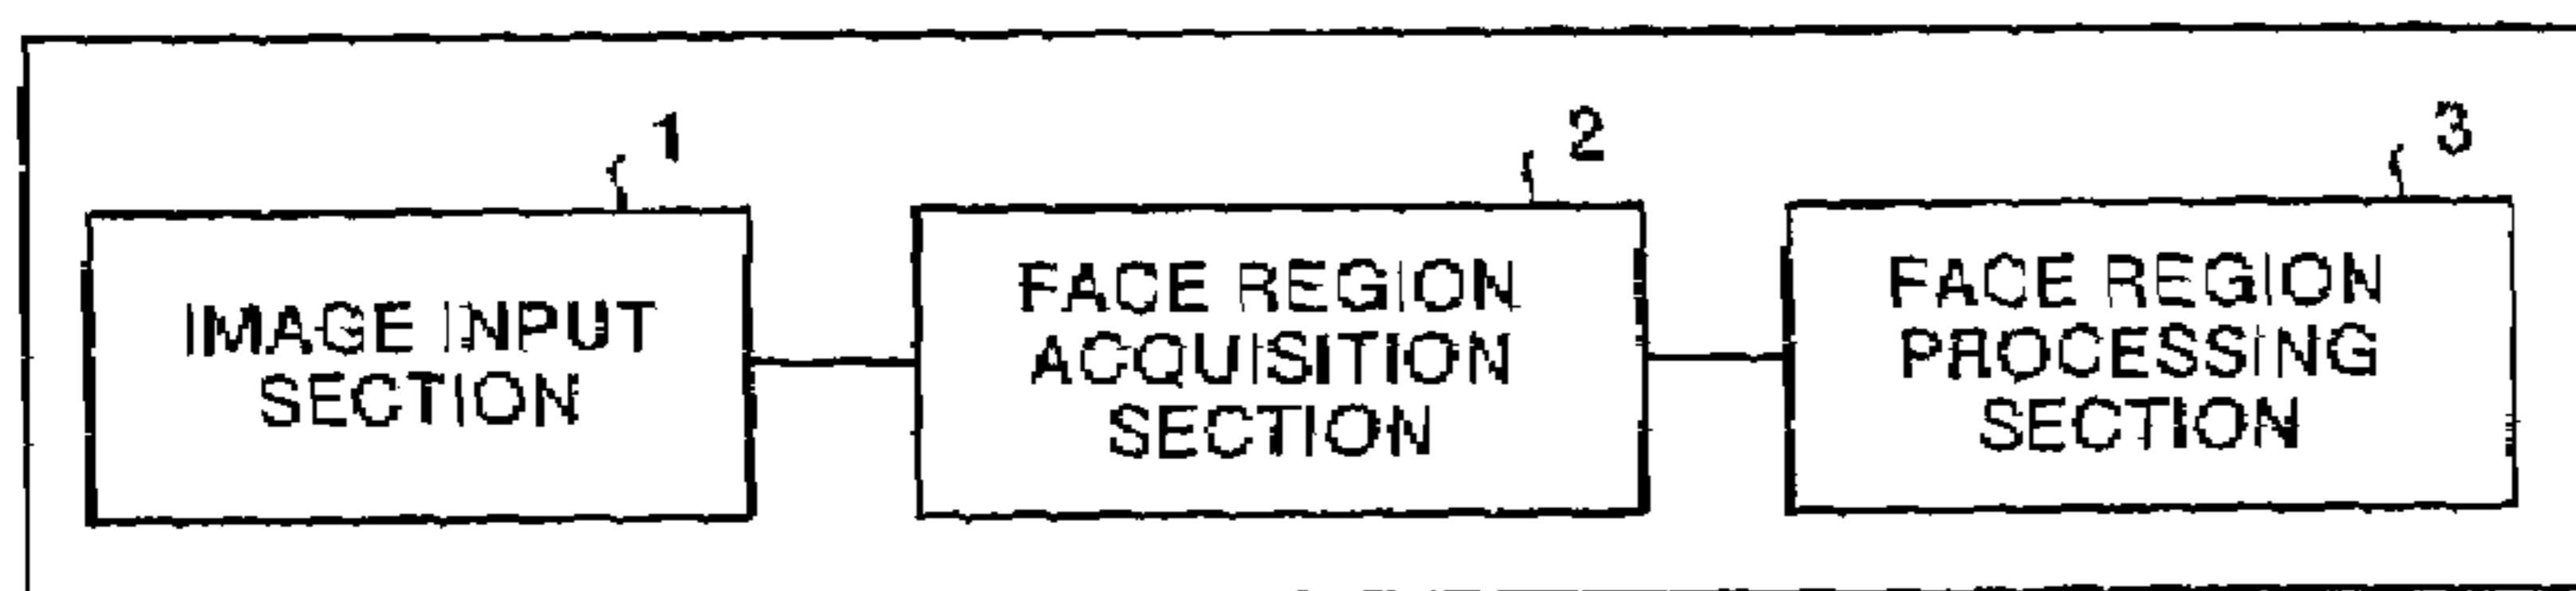 1
2
3
IMAGE INPUT
SECTION
FACE REGION
ACQUISITION
SECTION
FACE REGION
PROCESSING
SECTION